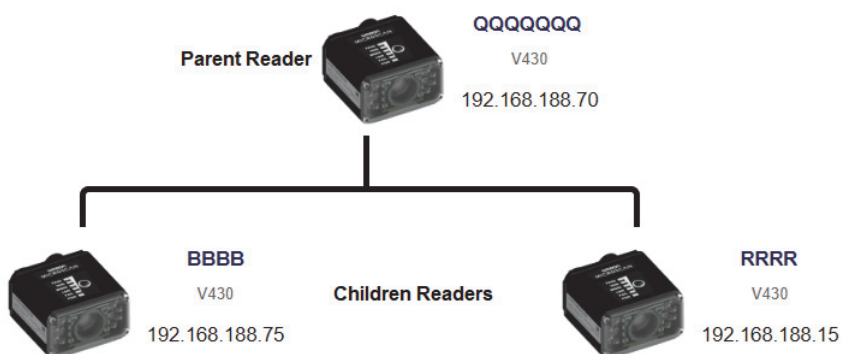 QQQQQQQ
Parent Reader
V430
192.168.188.70
BBBB
RRRR
V430
Children Readers
V430
192.168.188.75
192.168.188.15